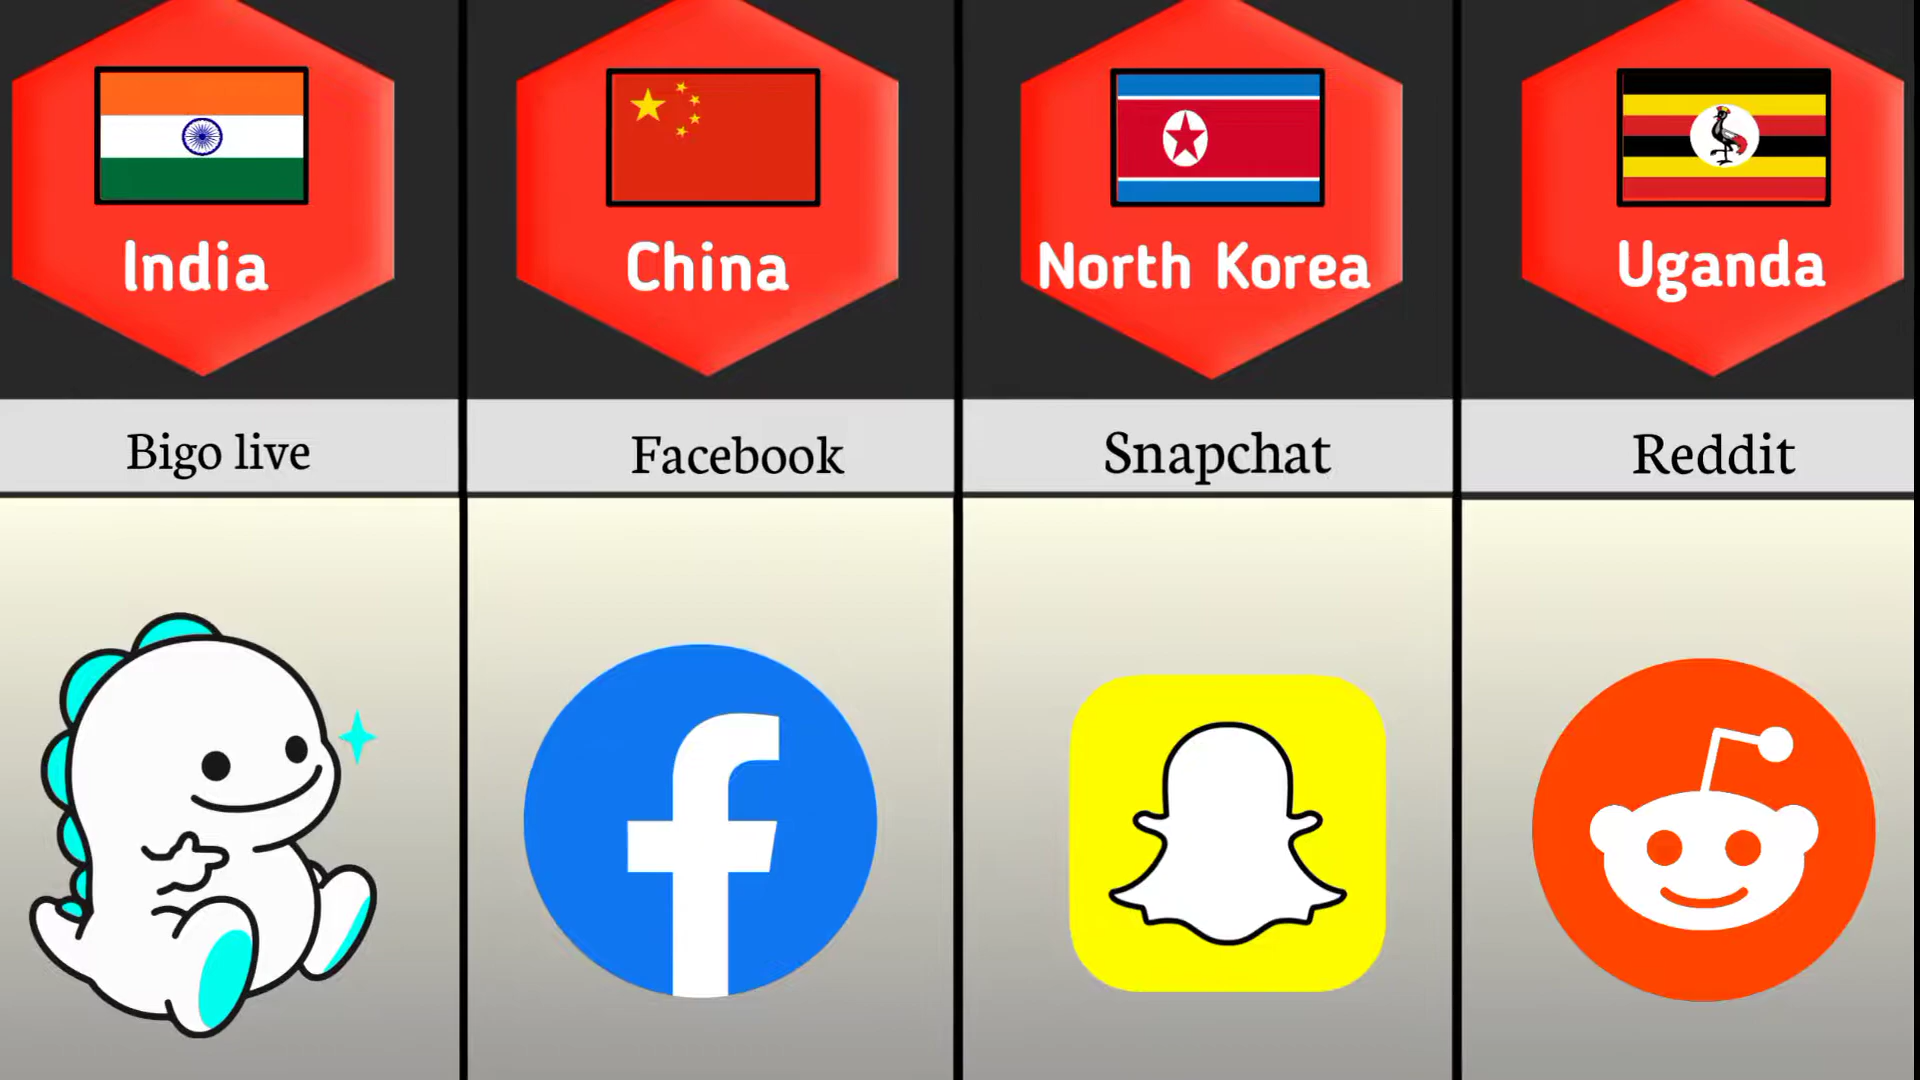 India
China
North Korea
Uganda
Bigo live
Facebook
Snapchat
Reddit